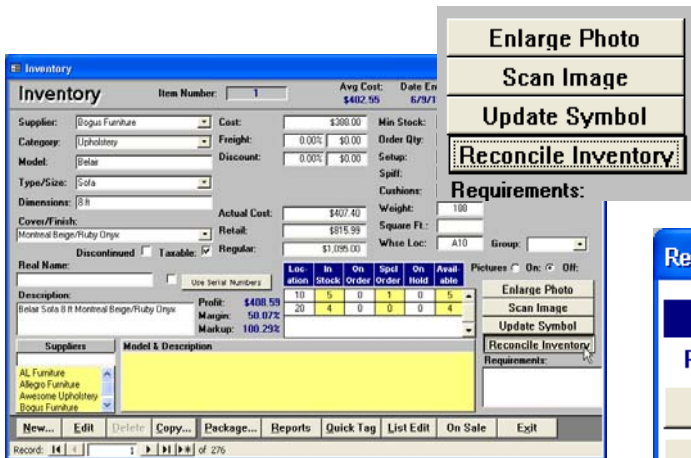 Enlarge Photo
Scan Image
Update Symbol
Reconcile Inventory
Requirements:
Inventory
Inventory Item Number: 1 Avg Cost: $402.55
Supplier: Bogus Furniture Cost: $388.00 Min Stock:
Category: Upholstery Freight: 0.00% $0.00 Order Qty:
Model: Belair Discount: 0.00% $0.00 Setup:
Type/Size: Sofa Spiff:
Dimensions: 8 ft Cushions:
Cover/Finish: Actual Cost: $407.40 Weight: 100
Montreal Beige/Ruby Onyx Retail: $815.99 Square Ft.:
Discontinued Taxable: Regular: $1,095.00 Whse Loc: A10 Group:
Real Name: Use Serial Numbers
Location In Stock On Order Spcl Order On Hold Available Pictures On: Off:
10 5 0 1 0 5 Enlarge Photo
20 4 0 0 0 4 Scan Image
Description: Profit: $408.59 Update Symbol
Belair Sofa 8 ft Montreal Beige/Ruby Onyx Margin: 50.07%
Markup: 100.29% Reconcile Inventory
Suppliers Model & Description Requirements:
AL Furniture
Allegro Furniture
Awesome Upholstery
Bogus Furniture
New... Edit Delete Copy... Package... Reports Quick Tag List Edit On Sale Exit
Record: 1 of 276